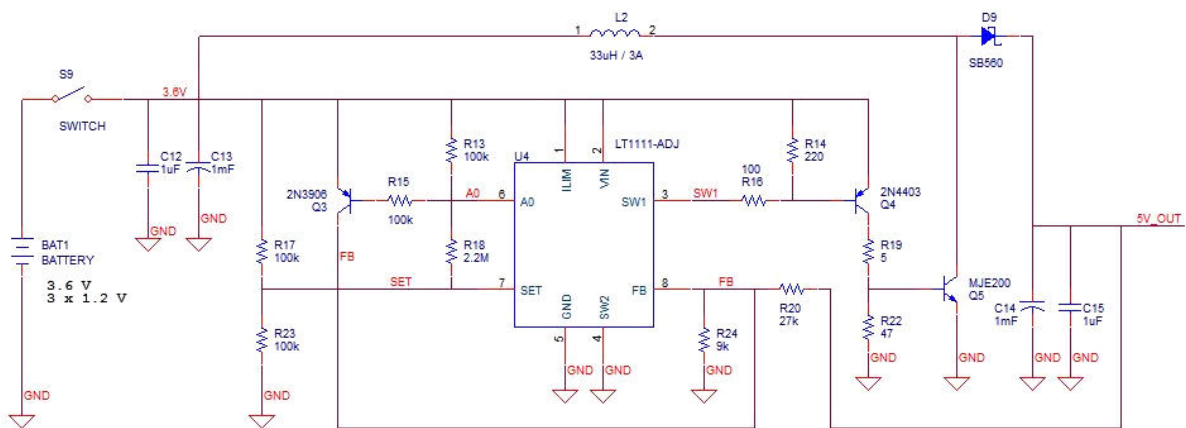 L2
1
2
33uH / 3A
D9
SB560
S9
SWITCH
3.6V
C12
1uF
C13
1mF
GND
GND
R13
100k
2N3906
Q3
R15
100k
A0
U4
LT1111-ADJ
1
2
ILIM
VIN
6
A0
SW1
3
SW1
100
R16
R14
220
2N4403
Q4
BAT1
BATTERY
3.6 V
3 x 1.2 V
GND
R17
100k
FB
R18
2.2M
SET
7
SET
FB
8
FB
R20
27k
GND
SW2
5
4
GND
GND
R23
100k
GND
R24
9k
GND
R19
5
R22
47
GND
MJE200
Q5
GND
5V_OUT
C14
1mF
C15
1uF
GND
GND